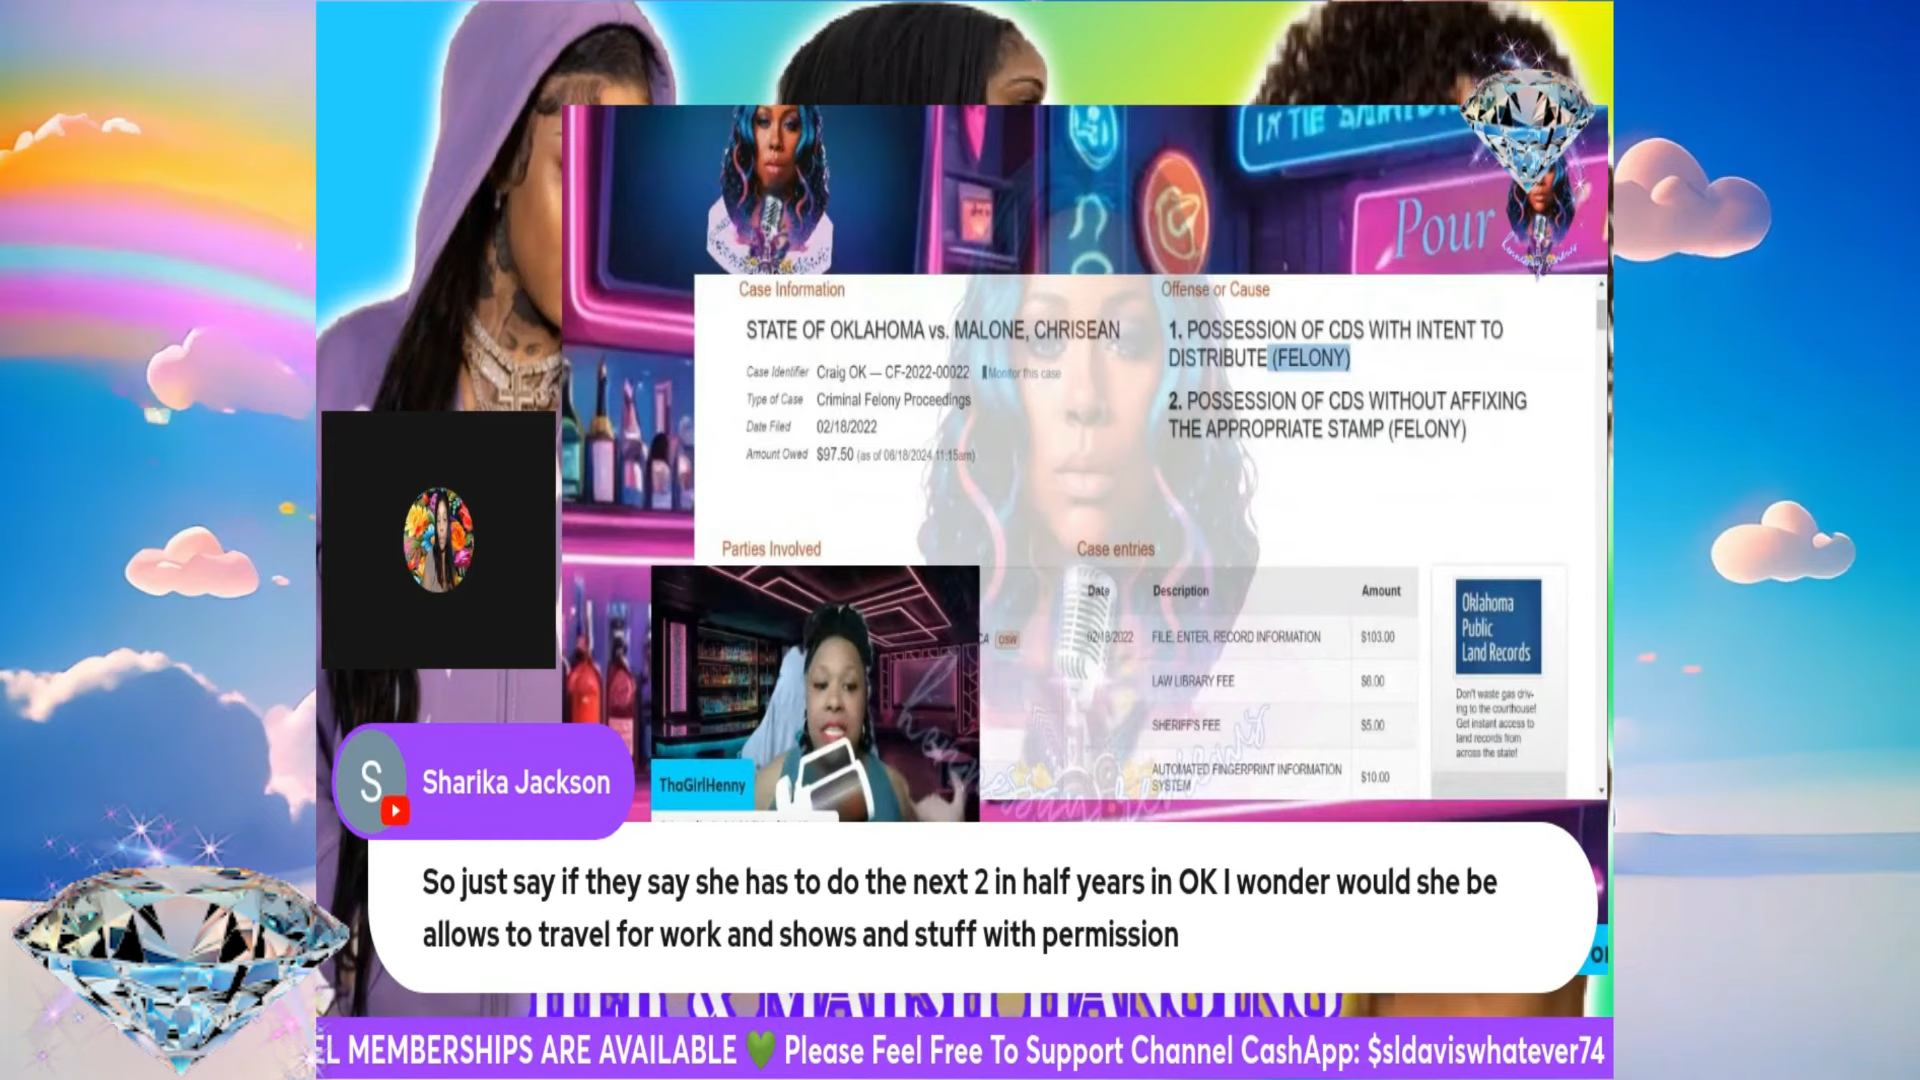 IN THE
Pour
Case Information
STATE OF OKLAHOMA vs. MALONE, CHRISEAN
Case Identifier Craig OK — CF-2022-00022 Monitor this case
Type of Case Criminal Felony Proceedings
Date Filed 02/18/2022
Amount Owed $97.50 (as of 06/18/2024 11:15am)
Offense or Cause
1. POSSESSION OF CDS WITH INTENT TO
DISTRIBUTE (FELONY)
2. POSSESSION OF CDS WITHOUT AFFIXING
THE APPROPRIATE STAMP (FELONY)
Parties Involved
CA OSW
Case entries
Date Description Amount
02/18/2022 FILE, ENTER, RECORD INFORMATION $103.00
LAW LIBRARY FEE $6.00
SHERIFF'S FEE $5.00
AUTOMATED FINGERPRINT INFORMATION
SYSTEM $10.00
Oklahoma
Public
Land Records
Don't waste gas driv-
ing to the courthouse!
Get instant access to
land records from
across the state!
ThaGirlHenny
S
Sharika Jackson
So just say if they say she has to do the next 2 in half years in OK I wonder would she be
allows to travel for work and shows and stuff with permission
EL MEMBERSHIPS ARE AVAILABLE 💚 Please Feel Free To Support Channel CashApp: $sldaviswhatever74